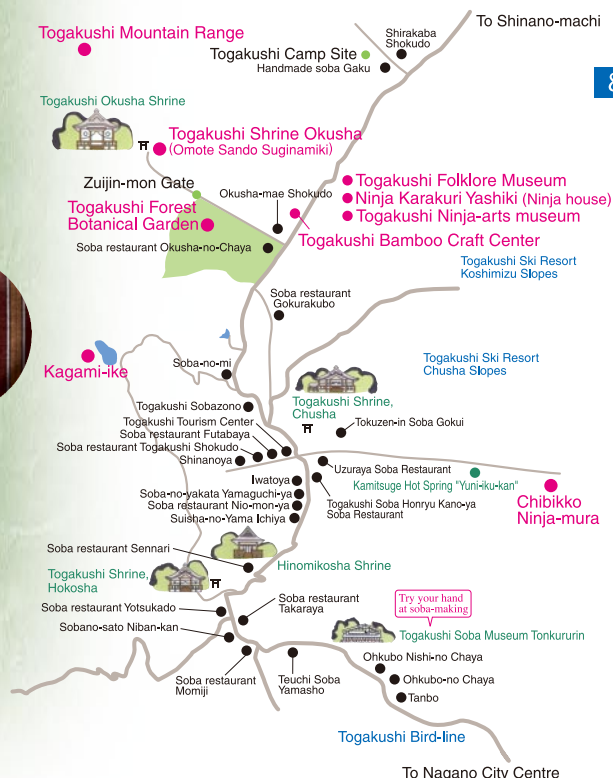 To Shinano-machi
Togakushi Mountain Range
Shirakaba
Shokudo
Togakushi Camp Site
Handmade soba Gaku
8
Togakushi Okusha Shrine
Togakushi Shrine Okusha
(Omote Sando Suginamiki)
Zuijin-mon Gate
Okusha-mae Shokudo
Togakushi Forest
Botanical Garden
Soba restaurant Okusha-no-Chaya
Togakushi Folklore Museum
Ninja Karakuri Yashiki (Ninja house)
Togakushi Ninja-arts museum
Togakushi Bamboo Craft Center
Togakushi Ski Resort
Koshimizu Slopes
Soba restaurant
Gokurakubo
Kagami-ike
Soba-no-mi
Togakushi Ski Resort
Chusha Slopes
Togakushi Shrine,
Chusha
Togakushi Sobazono
Togakushi Tourism Center
Soba restaurant Futabaya
Soba restaurant Togakushi Shokudo
Shinanoya
Tokuzen-in Soba Gokui
Uzuraya Soba Restaurant
Kamitsuge Hot Spring "Yuni-iku-kan"
Iwatoya
Soba-no-yakata Yamaguchi-ya
Soba restaurant Nio-mon-ya
Suisha-no-Yama Ichiya
Togakushi Soba Honryu Kano-ya
Soba Restaurant
Chibikko
Ninja-mura
Soba restaurant Sennari
Hinomikosha Shrine
Togakushi Shrine,
Hokosha
Soba restaurant Yotsukado
Soba restaurant
Takaraya
Try your hand
at soba-making
Sobano-sato Niban-kan
Togakushi Soba Museum Tonkururin
Soba restaurant
Momiji
Teuchi Soba
Yamasho
Ohkubo Nishi-no Chaya
Ohkubo-no Chaya
Tanbo
Togakushi Bird-line
To Nagano City Centre